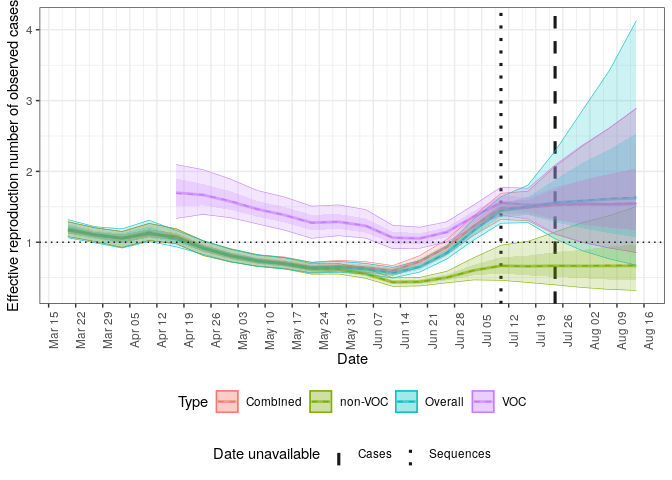 Effective reproduction number of observed cases
4
3
2
1
Mar 15
Mar 22
Mar 29
Apr 05
Apr 12
Apr 19
Apr 26
May 03
May 10
May 17
May 24
May 31
Jun 07
Jun 14
Jun 21
Jun 28
Jul 05
Jul 12
Jul 19
Jul 26
Aug 02
Aug 09
Aug 16
Date
Type Combined non-VOC Overall VOC
Date unavailable Cases Sequences